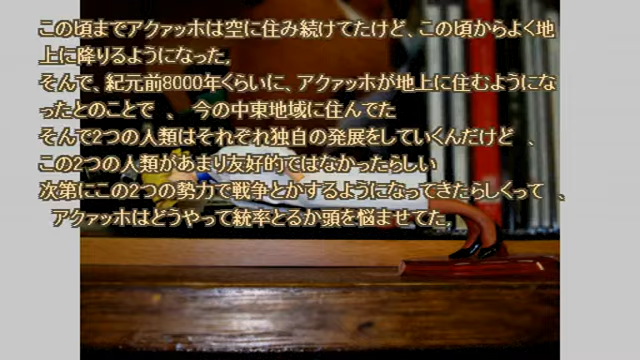 この頃までアクァッホは空に住み続けてたけど、この頃からよく地
上に降りるようになった。
そんで、紀元前8000年くらいに、アクァッホが地上に住むようにな
ったとのことで 、 今の中東地域に住んでた
そんで2つの人類はそれぞれ独自の発展をしていくんだけど 、
この2つの人類があまり友好的ではなかったらしい
次第にこの2つの勢力で戦争とかするようになってきたらしくって 、
アクァッホはどうやって統率とるか頭を悩ませてた。